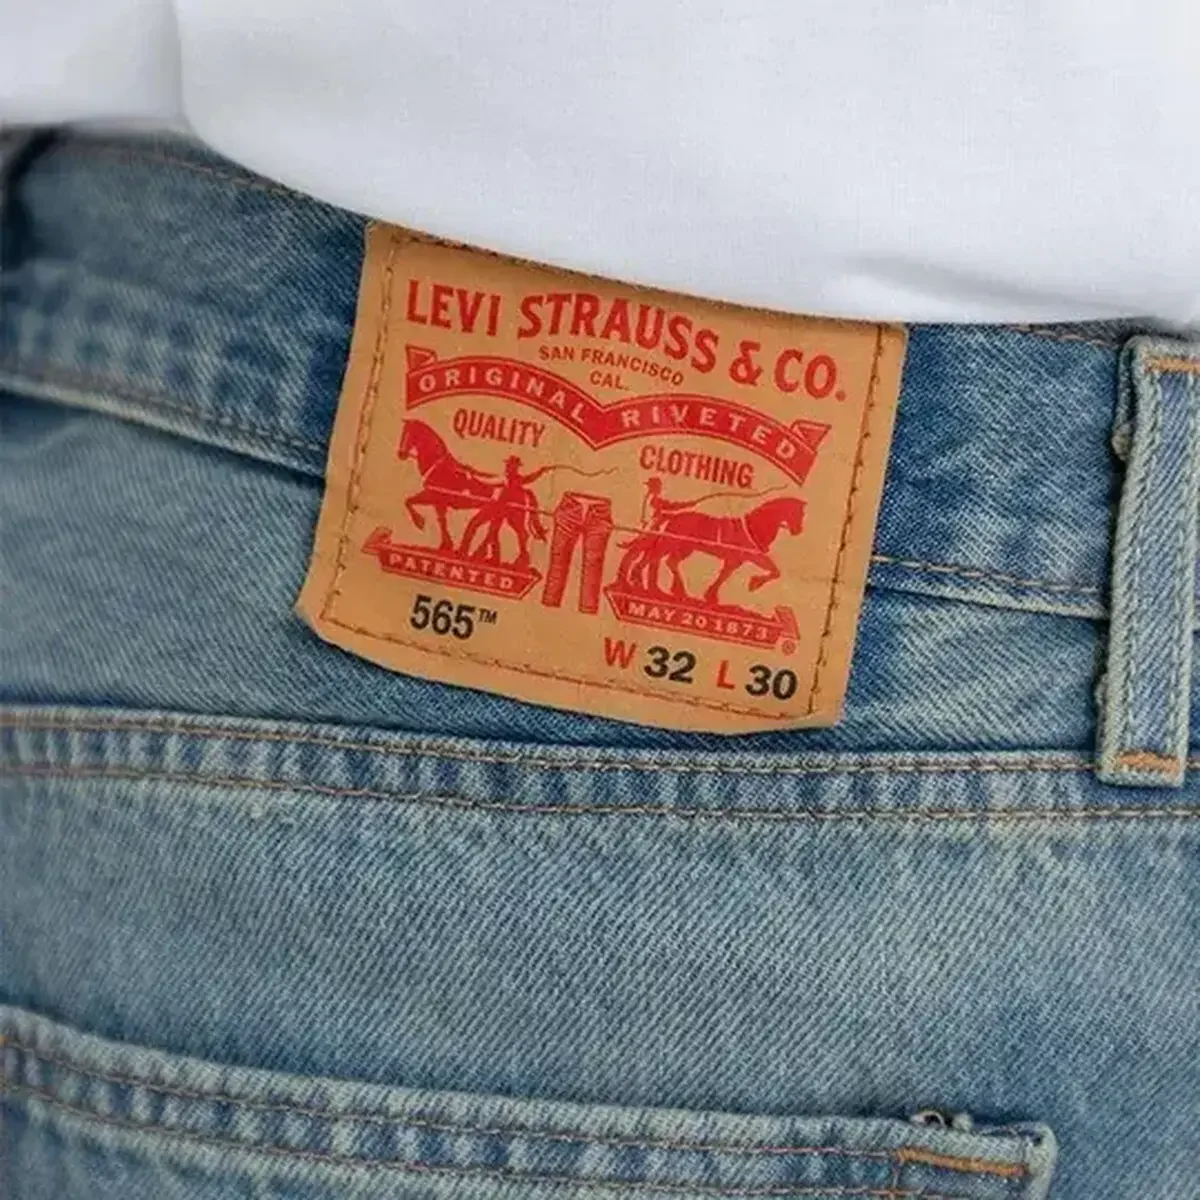 LEVI STRAUSS & CO.
SAN FRANCISCO
CAL.
ORIGINAL RIVETED
QUALITY CLOTHING
PATENTED MAY 20 1873 ®
565™
W 32 L 30